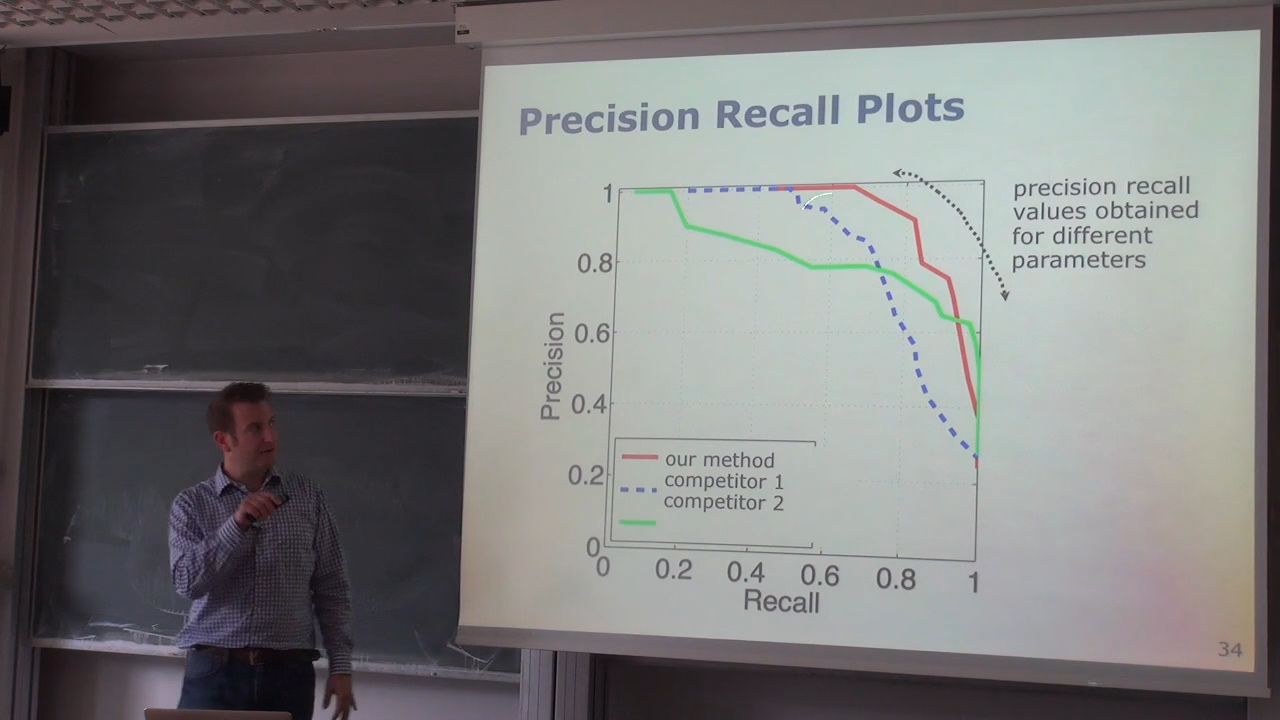 Precision Recall Plots
precision recall
values obtained
for different
parameters
1
0.8
0.6
0.4
0.2
0
Precision
our method
competitor 1
competitor 2
0 0.2 0.4 0.6 0.8 1
Recall
34